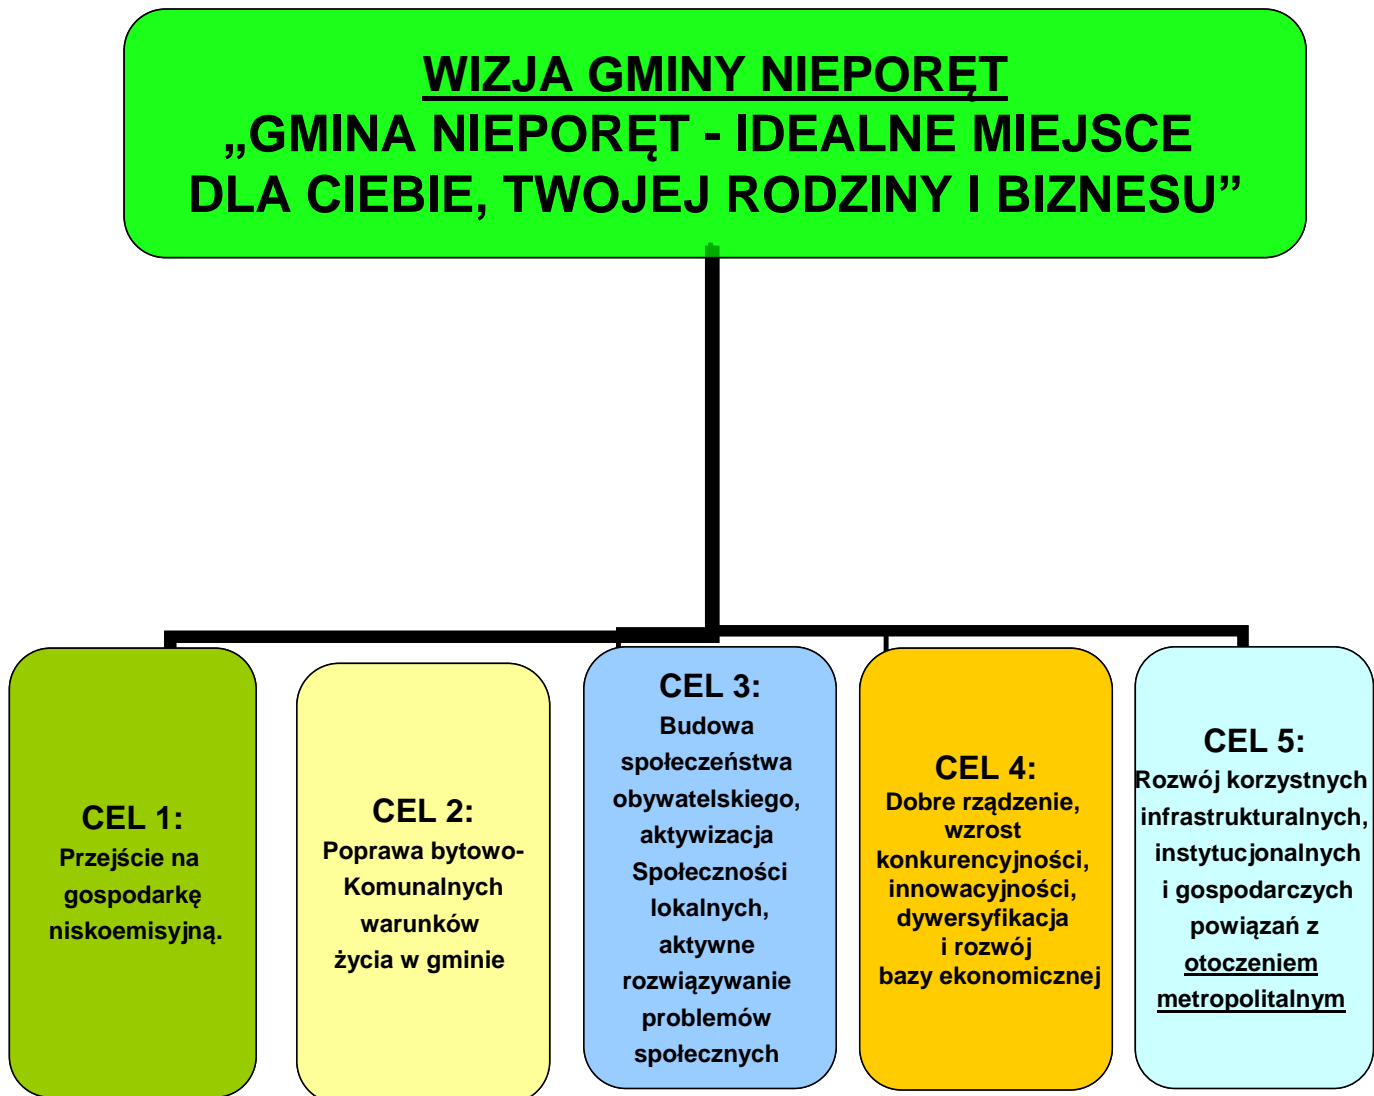 WIZJA GMINY NIEPORĘT
„GMINA NIEPORĘT - IDEALNE MIEJSCE
DLA CIEBIE, TWOJEJ RODZINY I BIZNESU”
CEL 1:
Przejście na
gospodarkę
niskoemisyjną.
CEL 2:
Poprawa bytowo-
Komunalnych
warunków
życia w gminie
CEL 3:
Budowa
społeczeństwa
obywatelskiego,
aktywizacja
Społeczności
lokalnych,
aktywne
rozwiązywanie
problemów
społecznych
CEL 4:
Dobre rządzenie,
wzrost
konkurencyjności,
innowacyjności,
dywersyfikacja
i rozwój
bazy ekonomicznej
CEL 5:
Rozwój korzystnych
infrastrukturalnych,
instytucjonalnych
i gospodarczych
powiązań z
otoczeniem
metropolitalnym